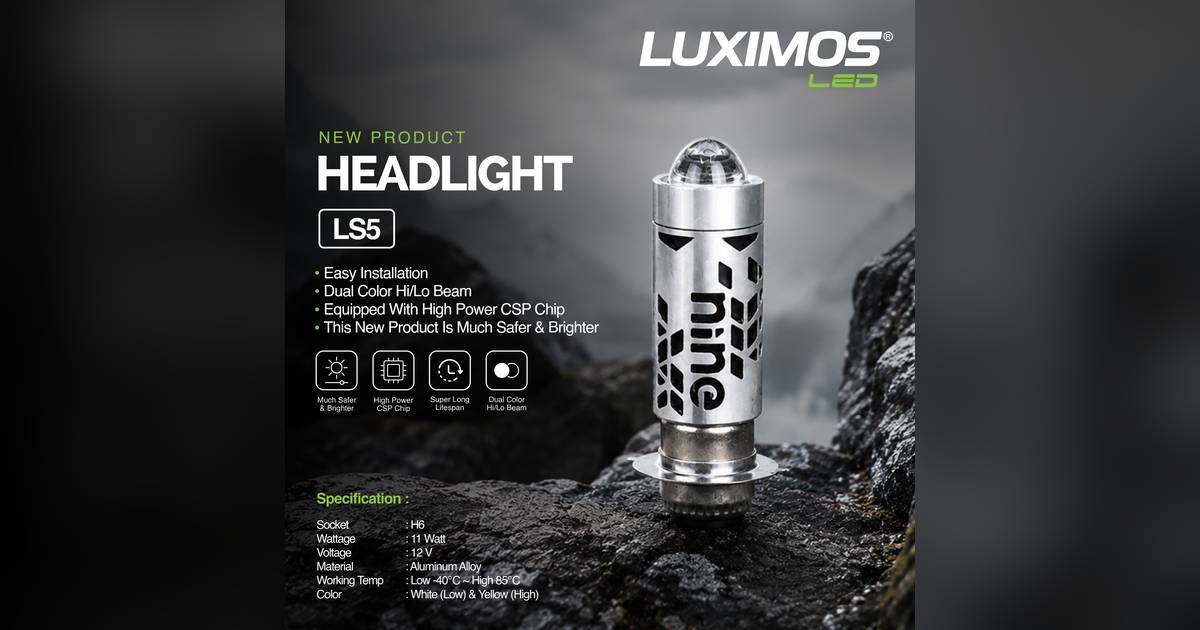 LUXIMOS®
LED
NEW PRODUCT
HEADLIGHT
LS5
• Easy Installation
• Dual Color Hi/Lo Beam
• Equipped With High Power CSP Chip
• This New Product Is Much Safer & Brighter
Much Safer
& Brighter
High Power
CSP Chip
Super Long
Lifespan
Dual Color
Hi/Lo Beam
nine
Specification :
Socket : H6
Wattage : 11 Watt
Voltage : 12 V
Material : Aluminum Alloy
Working Temp : Low -40°C ~ High 85°C
Color : White (Low) & Yellow (High)